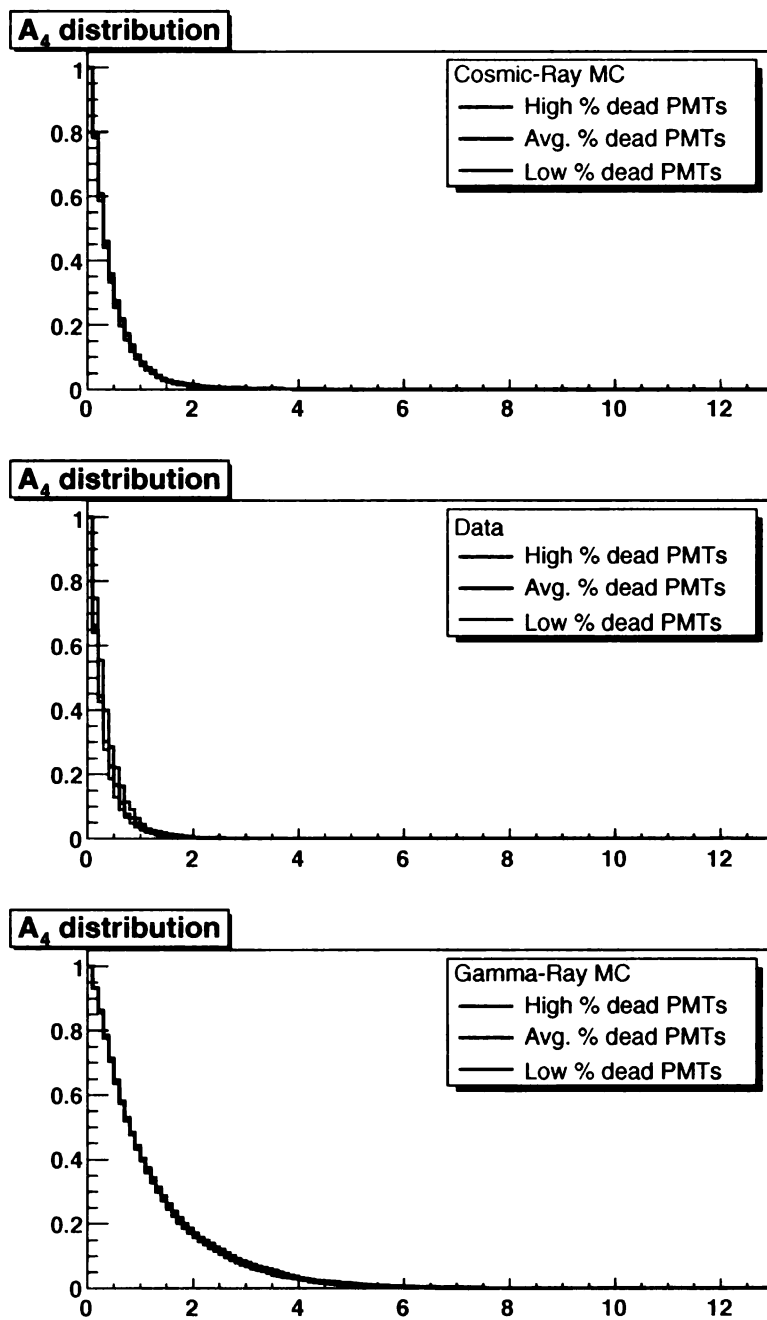 A₄ distribution
Cosmic-Ray MC
High % dead PMTs
Avg. % dead PMTs
Low % dead PMTs
1
0.8
0.6
0.4
0.2
0
0 2 4 6 8 10 12
A₄ distribution
Data
High % dead PMTs
Avg. % dead PMTs
Low % dead PMTs
1
0.8
0.6
0.4
0.2
0
0 2 4 6 8 10 12
A₄ distribution
Gamma-Ray MC
High % dead PMTs
Avg. % dead PMTs
Low % dead PMTs
1
0.8
0.6
0.4
0.2
0
0 2 4 6 8 10 12